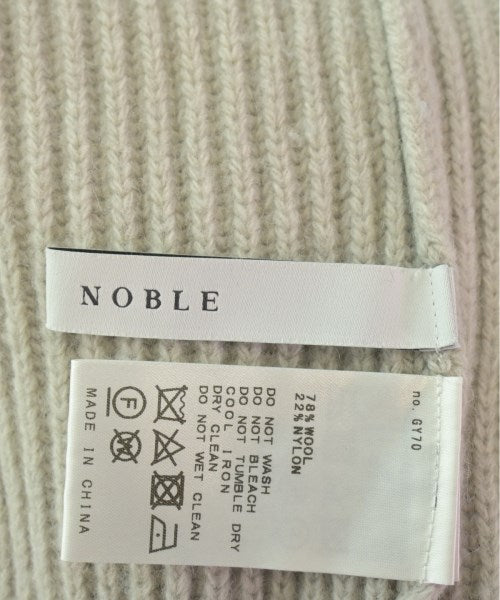 NOBLE
no. GY70
78% WOOL
22% NYLON
DO NOT WASH
DO NOT BLEACH
DO NOT TUMBLE DRY
COOL IRON
DRY CLEAN
DO NOT WET CLEAN
F W
MADE IN CHINA